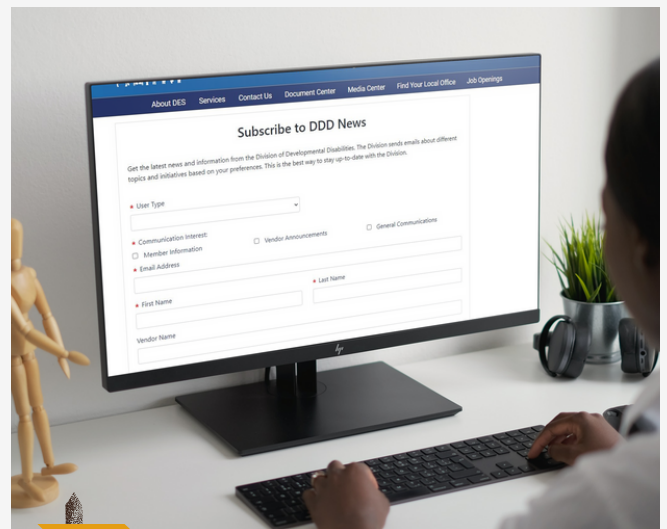 About DES Services Contact Us Document Center Media Center Find Your Local Office Job Openings
Subscribe to DDD News
Get the latest news and information from the Division of Developmental Disabilities. The Division sends emails about different
topics and initiatives based on your preferences. This is the best way to stay up-to-date with the Division.
* User Type
* Communication Interest:
Member Information Vendor Announcements General Communications
* Email Address
* First Name * Last Name
Vendor Name
hp